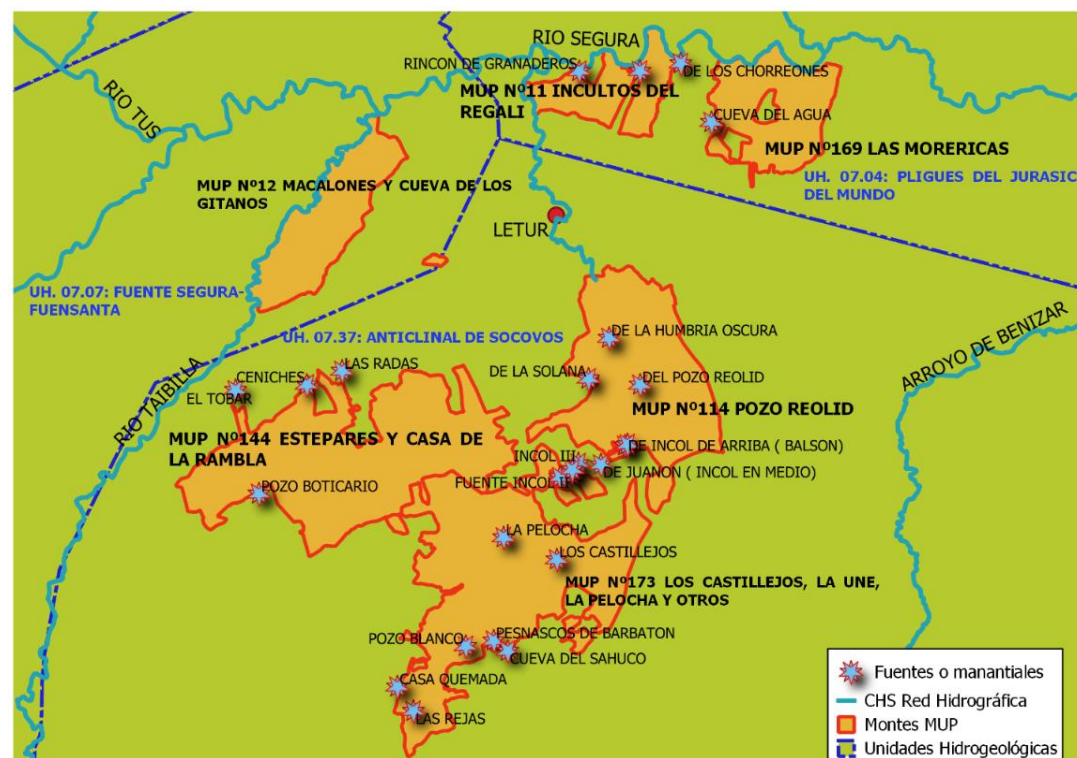 RIO SEGURA
RINCON DE GRANADEROS
DE LOS CHORREONES
MUP Nº11 INCULTOS DEL
REGALI
RIO TUS
CUEVA DEL AGUA
MUP Nº169 LAS MORERICAS
UH. 07.04: PLIGUES DEL JURASIC
DEL MUNDO
MUP Nº12 MACALONES Y CUEVA DE LOS
GITANOS
LETUR
UH. 07.07: FUENTE SEGURA-
FUENSANTA
UH. 07.37: ANTICLINAL DE SOCOVOS
DE LA HUMBRIA OSCURA
ARROYO DE BENIZAR
RIO TAIBILLA
LAS RADAS
CENICHES
EL TOBAR
DE LA SOLANA
DEL POZO REOLID
MUP Nº114 POZO REOLID
MUP Nº144 ESTEPARES Y CASA DE
LA RAMBLA
DE INCOL DE ARRIBA ( BALSON)
INCOL III
DE JUANON ( INCOL EN MEDIO)
FUENTE INCOL II
POZO BOTICARIO
LA PELOCHA
LOS CASTILLEJOS
MUP Nº173 LOS CASTILLEJOS, LA UNE,
LA PELOCHA Y OTROS
POZO BLANCO
PESNASCOS DE BARBATON
CUEVA DEL SAHUCO
CASA QUEMADA
LAS REJAS
Fuentes o manantiales
CHS Red Hidrográfica
Montes MUP
Unidades Hidrogeológicas